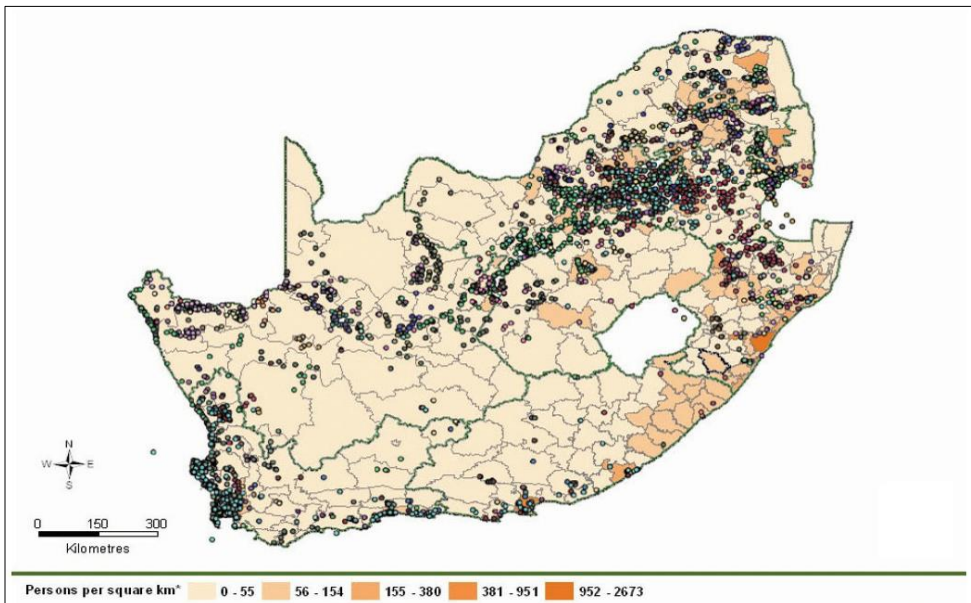 N
W E
S
0 150 300
Kilometres
Persons per square km* 0 - 55 56 - 154 155 - 380 381 - 951 952 - 2673